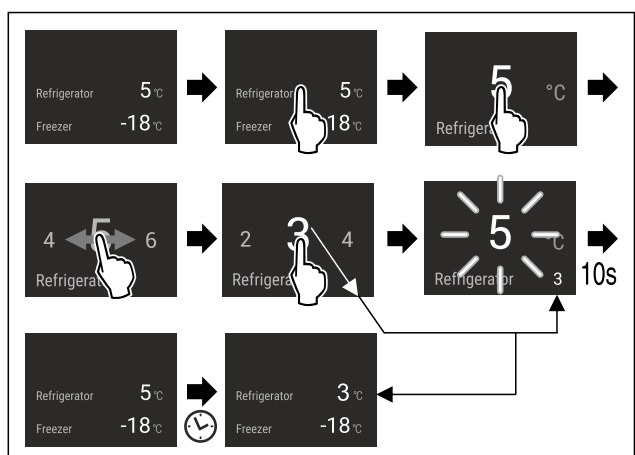 Refrigerator 5 °C
Freezer -18 °C
Refrigerator 5 °C
Freezer 18 °C
5 °C
Refriger
4 5 6
Refrigerat
2 3 4
Refrigera
5 °C
Refrigerator 3
10s
Refrigerator 5 °C
Freezer -18 °C
Refrigerator 3 °C
Freezer -18 °C